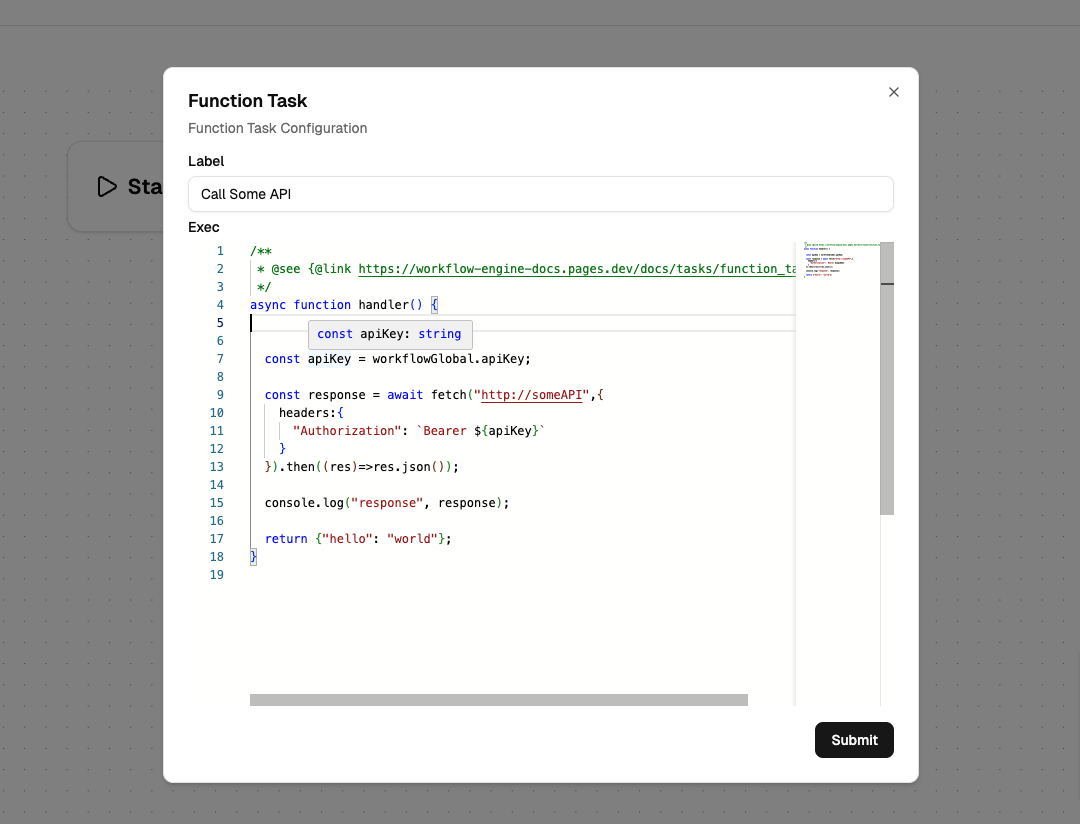 Function Task
Function Task Configuration
Label
Sta
Call Some API
Exec
1 /**
2  * @see {@link https://workflow-engine-docs.pages.dev/docs/tasks/function_ta
3  */
4 async function handler() {
5
const apiKey: string
6
7   const apiKey = workflowGlobal.apiKey;
8
9   const response = await fetch("http://someAPI",{
10     headers:{
11       "Authorization": `Bearer ${apiKey}`
12     }
13   }).then((res)=>res.json());
14
15   console.log("response", response);
16
17   return {"hello": "world"};
18 }
19
Submit